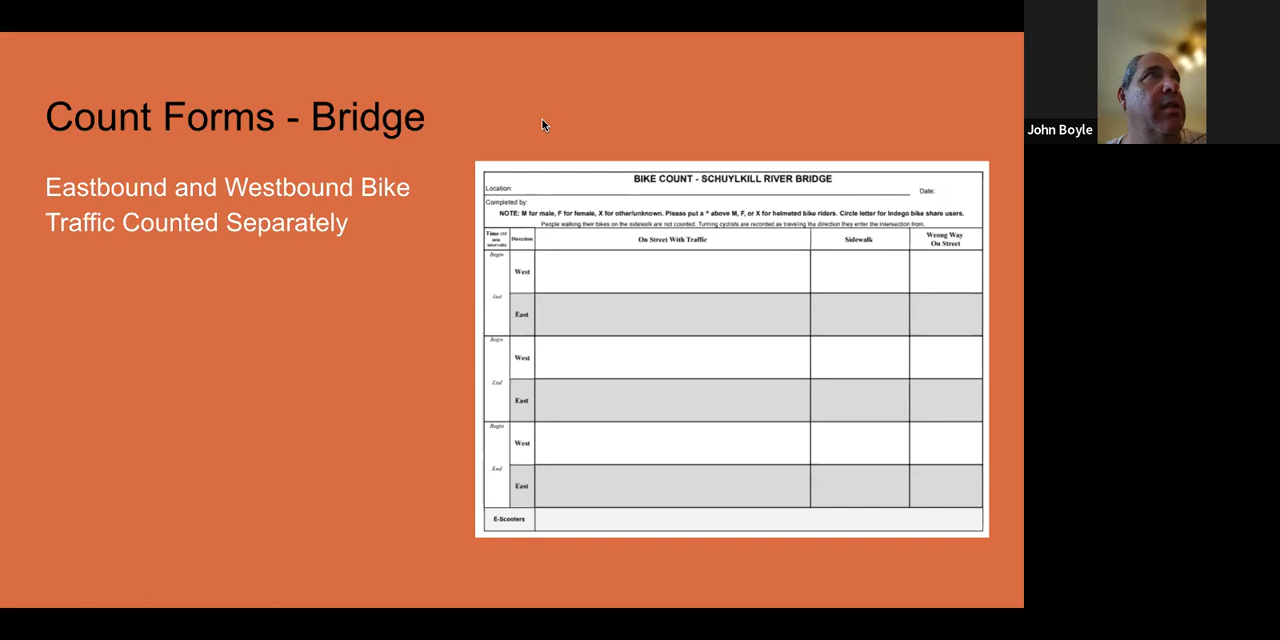 Count Forms - Bridge
Eastbound and Westbound Bike
Traffic Counted Separately
BIKE COUNT - SCHUYLKILL RIVER BRIDGE
Location:
Date:
Completed by:
NOTE: M for male, F for female, X for other/unknown. Please put a ^ above M, F, or X for helmeted bike riders. Circle letter for Indego bike share users.
People walking their bikes on the sidewalk are not counted. Turning cyclists are recorded as traveling the direction they enter the intersection from.
Time
min
intervals)
Direction
On Street With Traffic
Sidewalk
Wrong Way
On Street
Begin
West
End
East
Begin
West
End
East
Begin
West
End
East
E-Scooters
John Boyle